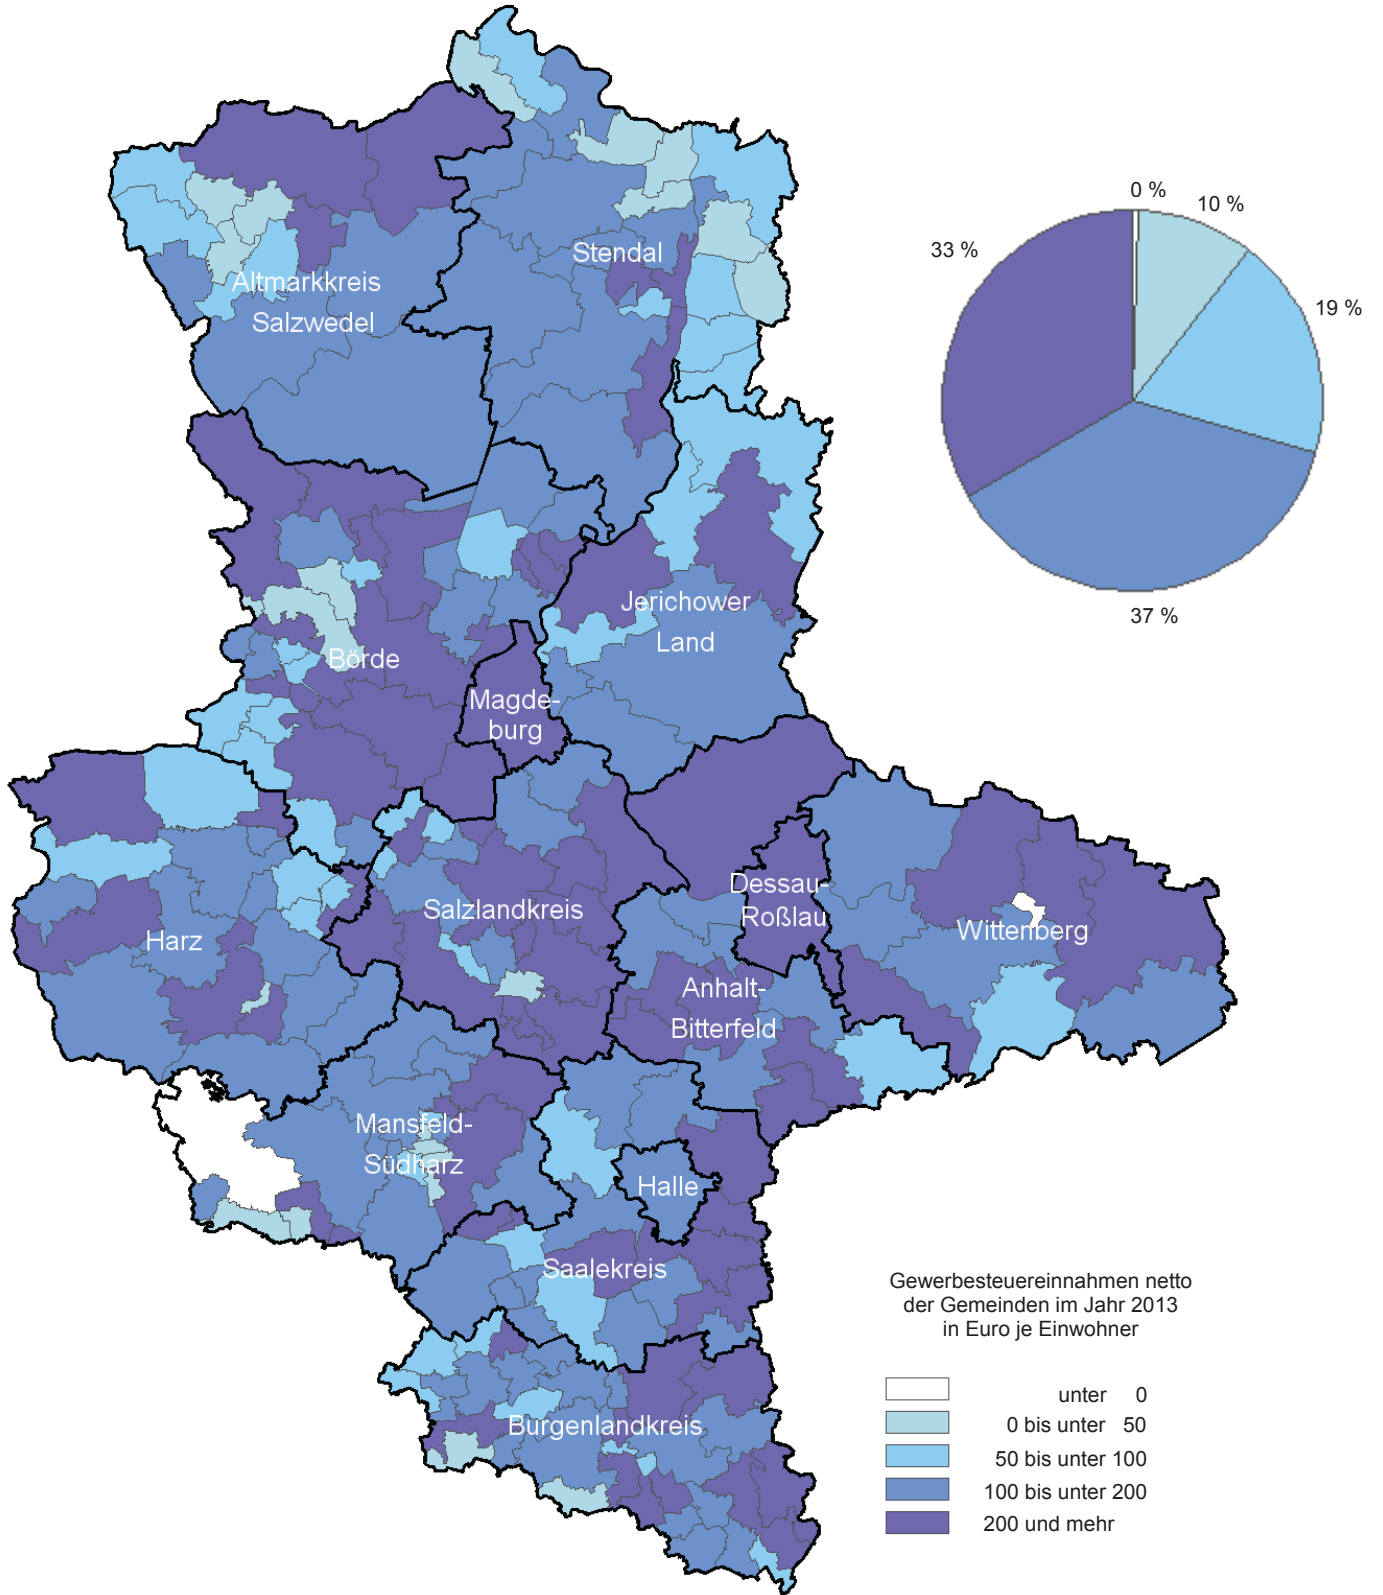 0 %
10 %
33 %
19 %
37 %
Stendal
Altmarkkreis
Salzwedel
Jerichower
Land
Börde
Magde-
burg
Dessau-
Roßlau
Salzlandkreis
Wittenberg
Harz
Anhalt-
Bitterfeld
Mansfeld-
Südharz
Halle
Saalekreis
Burgenlandkreis
Gewerbesteuereinnahmen netto
der Gemeinden im Jahr 2013
in Euro je Einwohner
unter 0
0 bis unter 50
50 bis unter 100
100 bis unter 200
200 und mehr